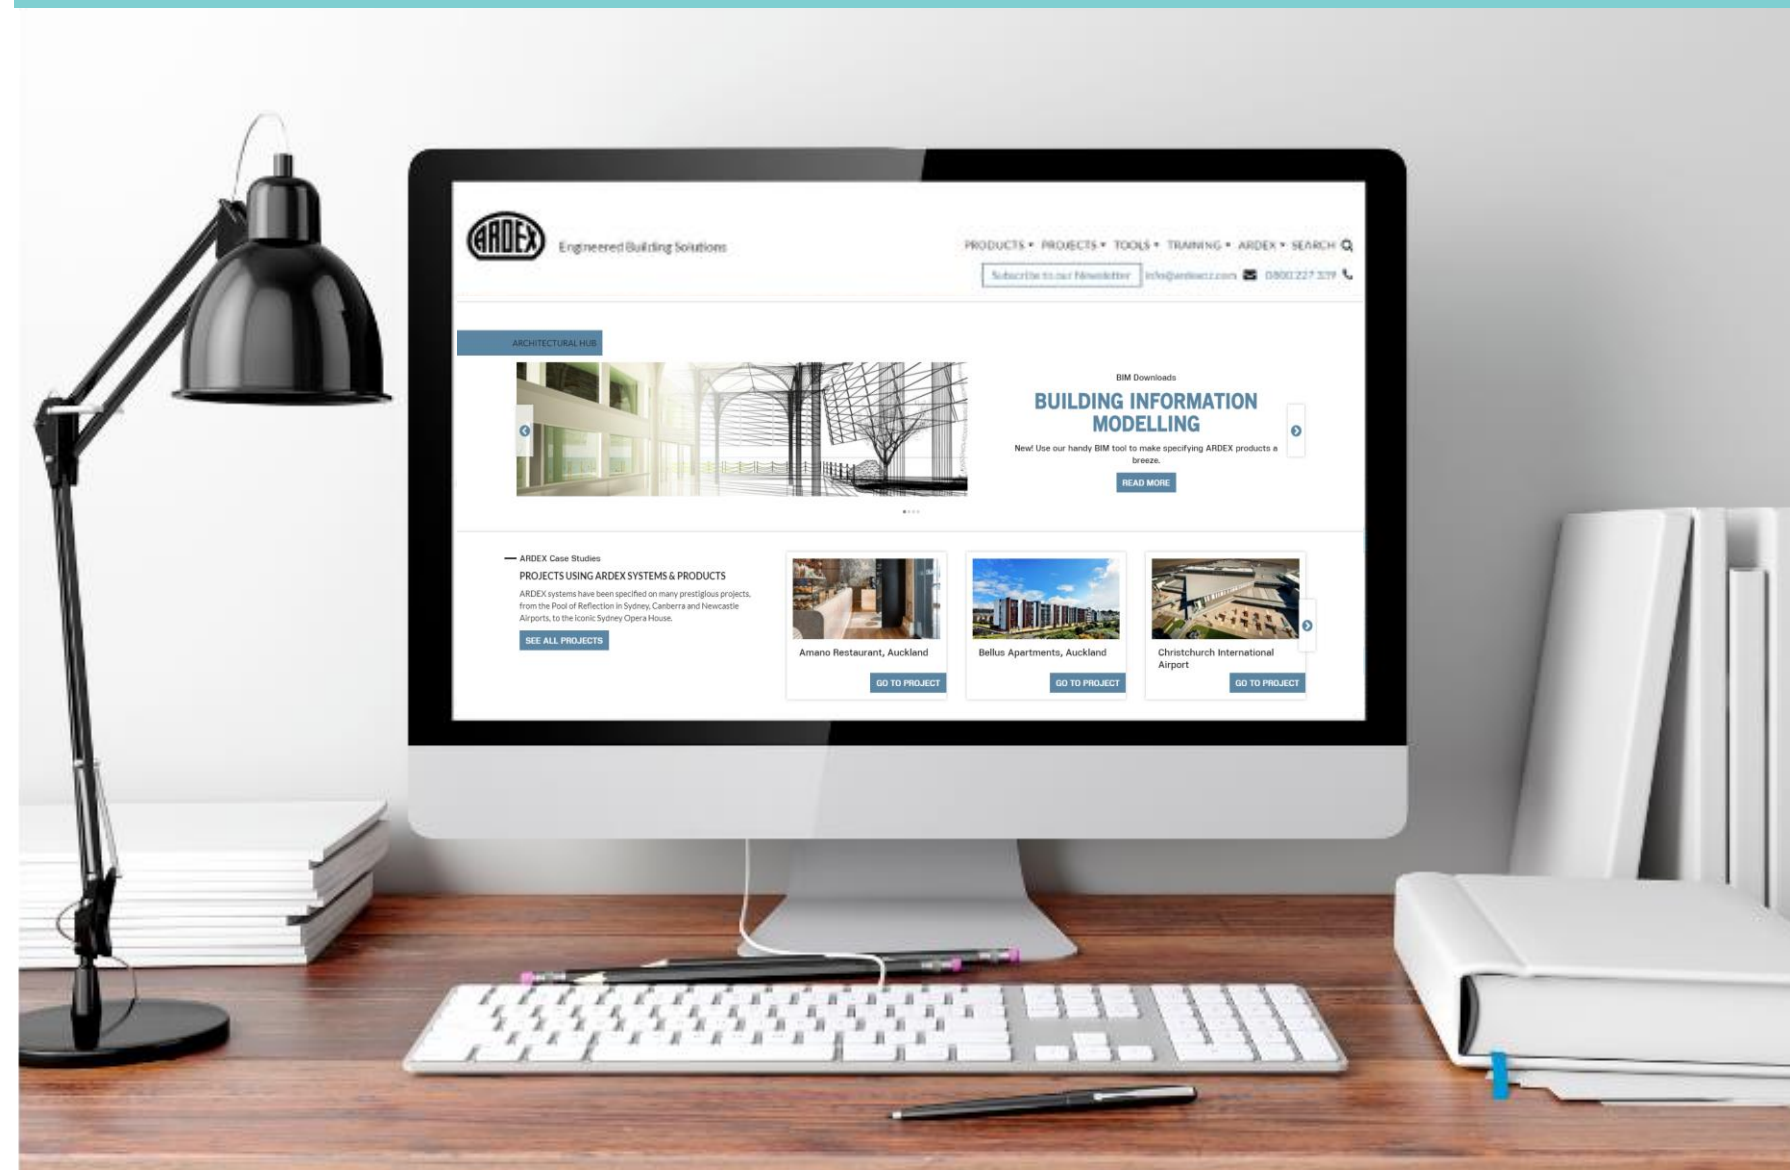 ARDEX
Engineered Building Solutions
PRODUCTS PROJECTS TOOLS TRAINING ARDEX SEARCH
Subscribe to our Newsletter 0800 227 339
ARCHITECTURAL HUB
BIM Downloads
BUILDING INFORMATION
MODELLING
New! Use our handy BIM tool to make specifying ARDEX products a
breeze.
READ MORE
ARDEX Case Studies
PROJECTS USING ARDEX SYSTEMS & PRODUCTS
ARDEX systems have been specified on many prestigious projects,
from the Pool of Reflection in Sydney, Canberra and Newcastle
Airports, to the iconic Sydney Opera House.
SEE ALL PROJECTS
Amano Restaurant, Auckland
GO TO PROJECT
Bellus Apartments, Auckland
GO TO PROJECT
Christchurch International
Airport
GO TO PROJECT